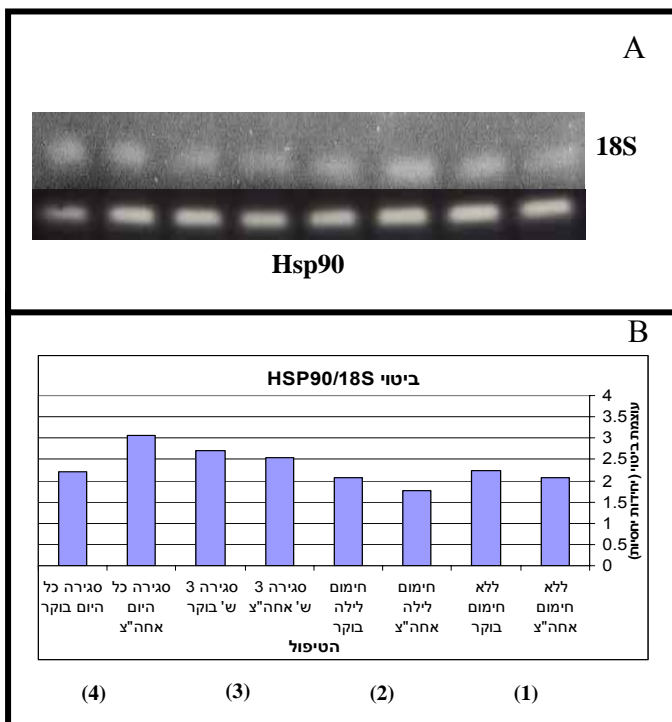 A
18S
Hsp90
B
ביטוי HSP90/18S
עוצמת ביטוי (יחידות יחסיות)
4
3.5
3
2.5
2
1.5
1
0.5
0
ללא
חימום
אחה"צ
ללא
חימום
בוקר
חימום
לילה
אחה"צ
חימום
לילה
בוקר
סגירה 3
ש' אחה"צ
סגירה 3
ש' בוקר
סגירה כל
היום
אחה"צ
סגירה כל
היום בוקר
הטיפול
(1)
(2)
(3)
(4)